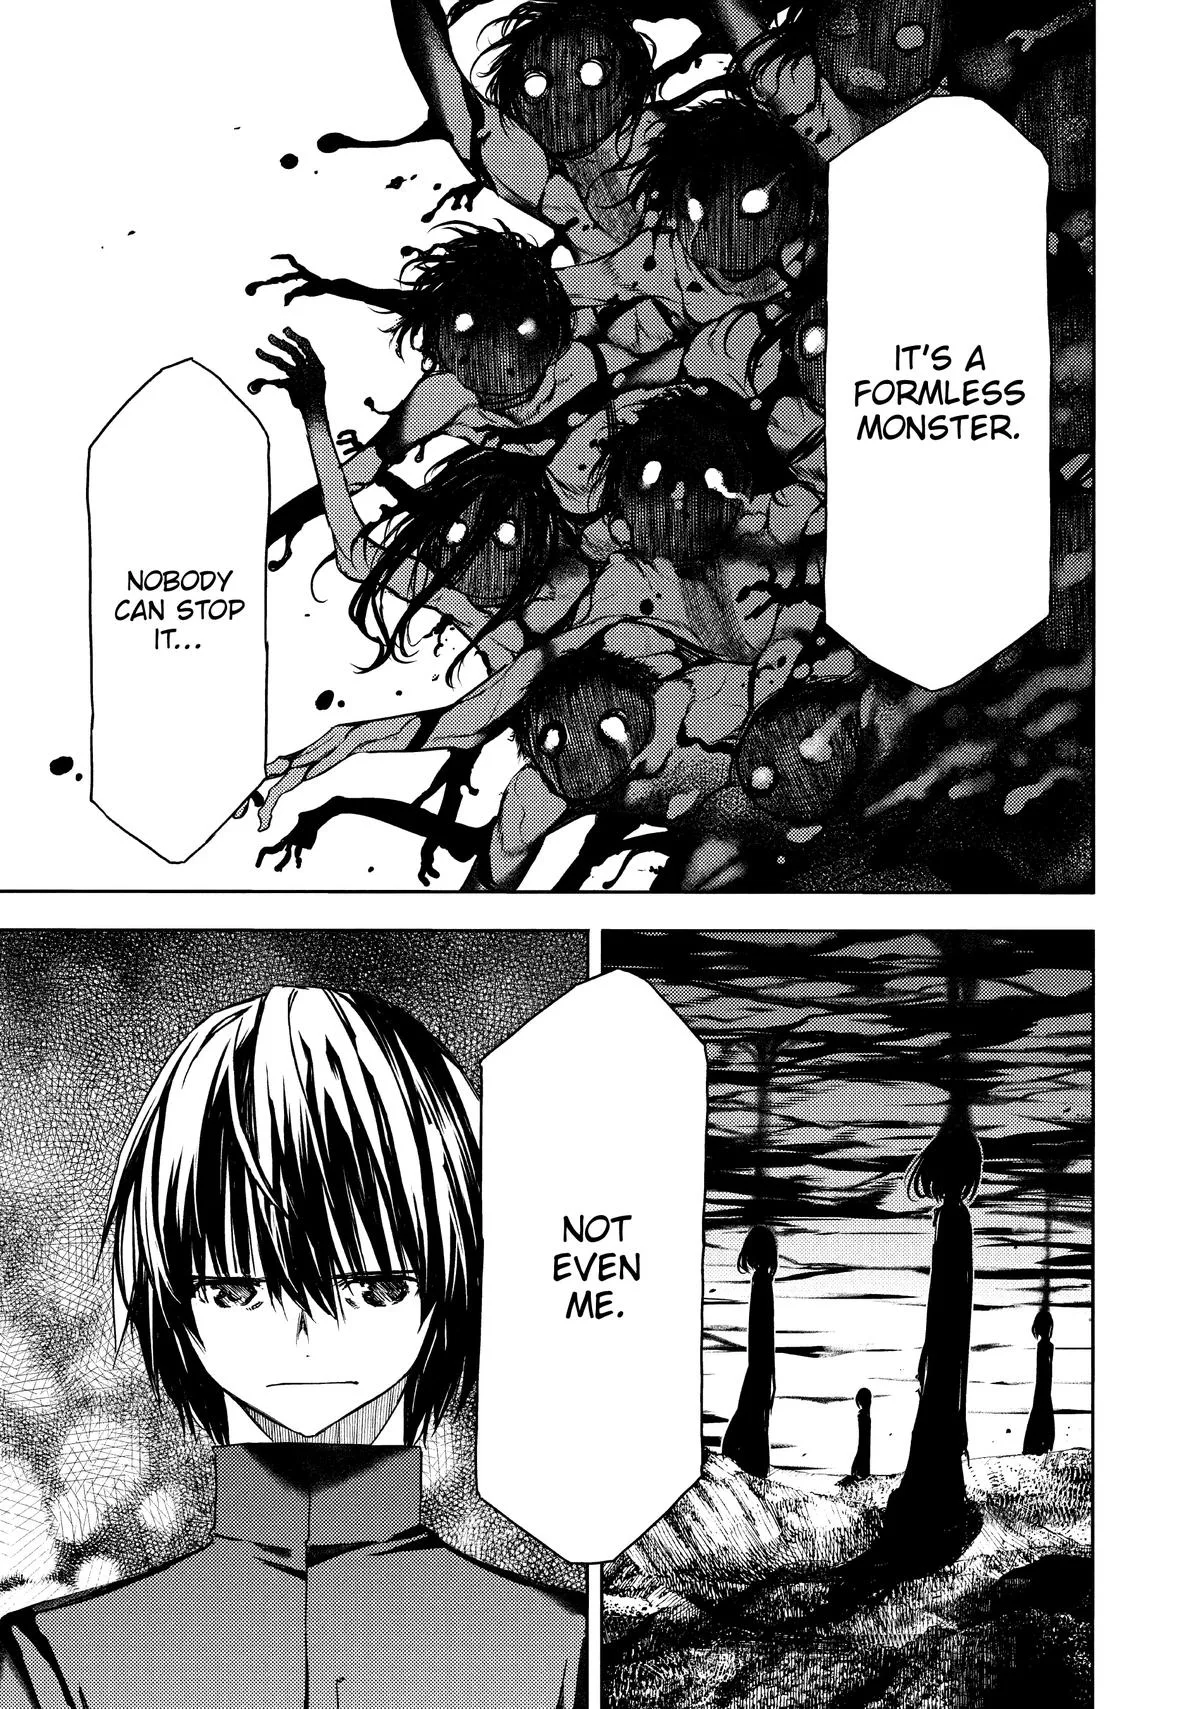 IT'S A
FORMLESS
MONSTER.
NOBODY
CAN STOP
IT...
NOT
EVEN
ME.